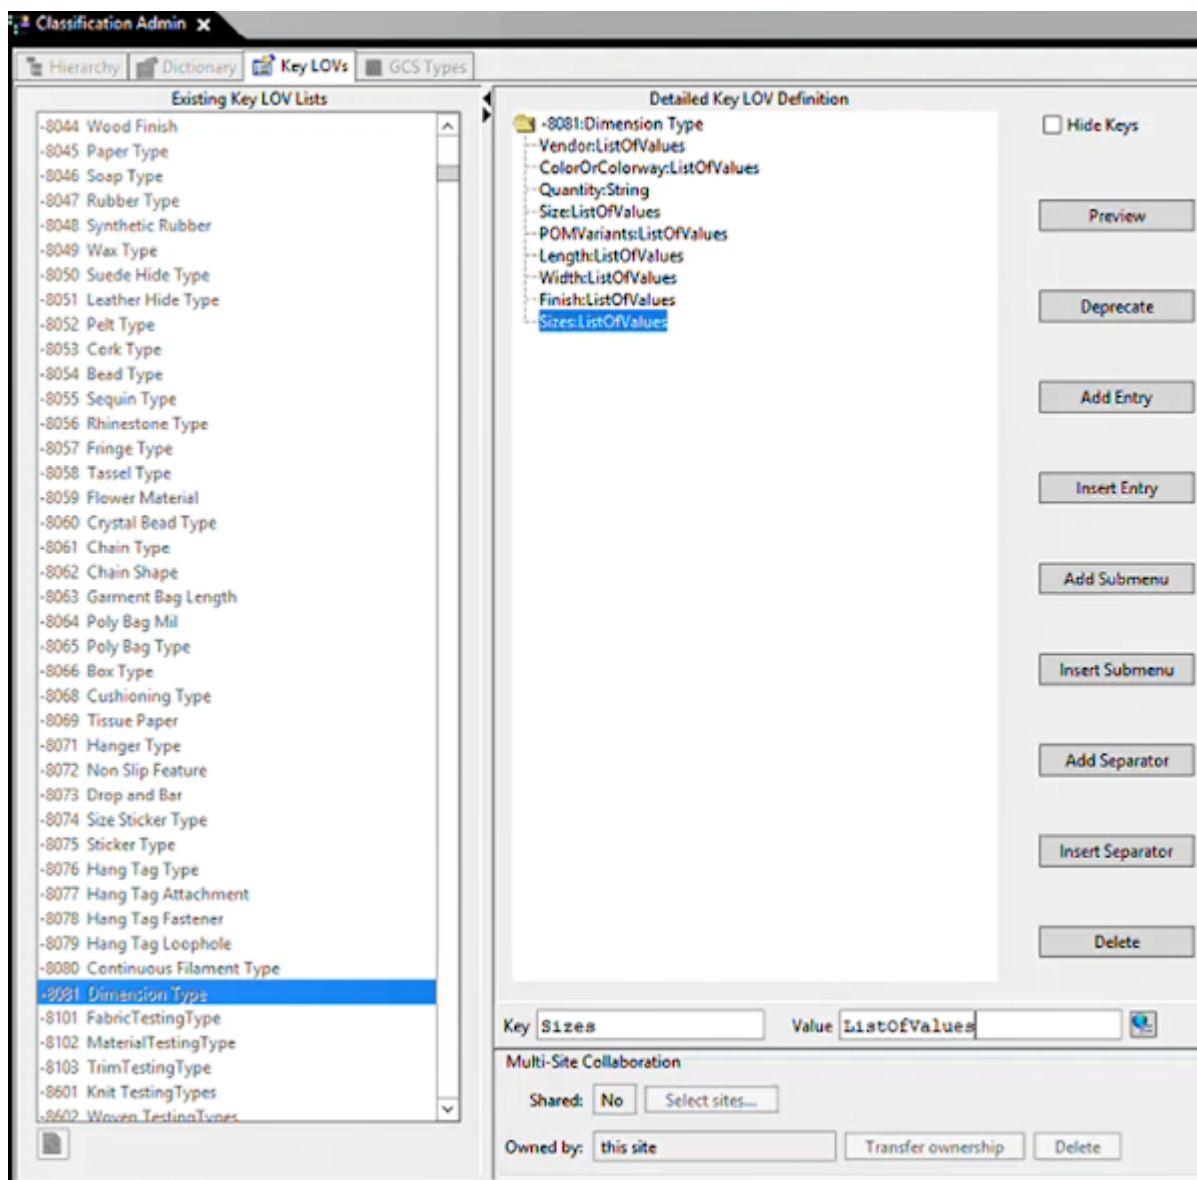 Classification Admin
Hierarchy Dictionary Key LOVs GCS Types
Existing Key LOV Lists
-8044 Wood Finish
-8045 Paper Type
-8046 Soap Type
-8047 Rubber Type
-8048 Synthetic Rubber
-8049 Wax Type
-8050 Suede Hide Type
-8051 Leather Hide Type
-8052 Pelt Type
-8053 Cork Type
-8054 Bead Type
-8055 Sequin Type
-8056 Rhinestone Type
-8057 Fringe Type
-8058 Tassel Type
-8059 Flower Material
-8060 Crystal Bead Type
-8061 Chain Type
-8062 Chain Shape
-8063 Garment Bag Length
-8064 Poly Bag Mil
-8065 Poly Bag Type
-8066 Box Type
-8068 Cushioning Type
-8069 Tissue Paper
-8071 Hanger Type
-8072 Non Slip Feature
-8073 Drop and Bar
-8074 Size Sticker Type
-8075 Sticker Type
-8076 Hang Tag Type
-8077 Hang Tag Attachment
-8078 Hang Tag Fastener
-8079 Hang Tag Loophole
-8080 Continuous Filament Type
-8081 Dimension Type
-8101 FabricTestingType
-8102 MaterialTestingType
-8103 TrimTestingType
-8601 Knit TestingTypes
-8602 Woven TestingTypes
Detailed Key LOV Definition
-8081:Dimension Type
Vendor:ListOfValues
ColorOrColorway:ListOfValues
Quantity:String
Size:ListOfValues
POMVariants:ListOfValues
Length:ListOfValues
Width:ListOfValues
Finish:ListOfValues
Sizes:ListOfValues
Hide Keys
Preview
Deprecate
Add Entry
Insert Entry
Add Submenu
Insert Submenu
Add Separator
Insert Separator
Delete
Key Sizes Value ListOfValues
Multi-Site Collaboration
Shared: No Select sites...
Owned by: this site Transfer ownership Delete